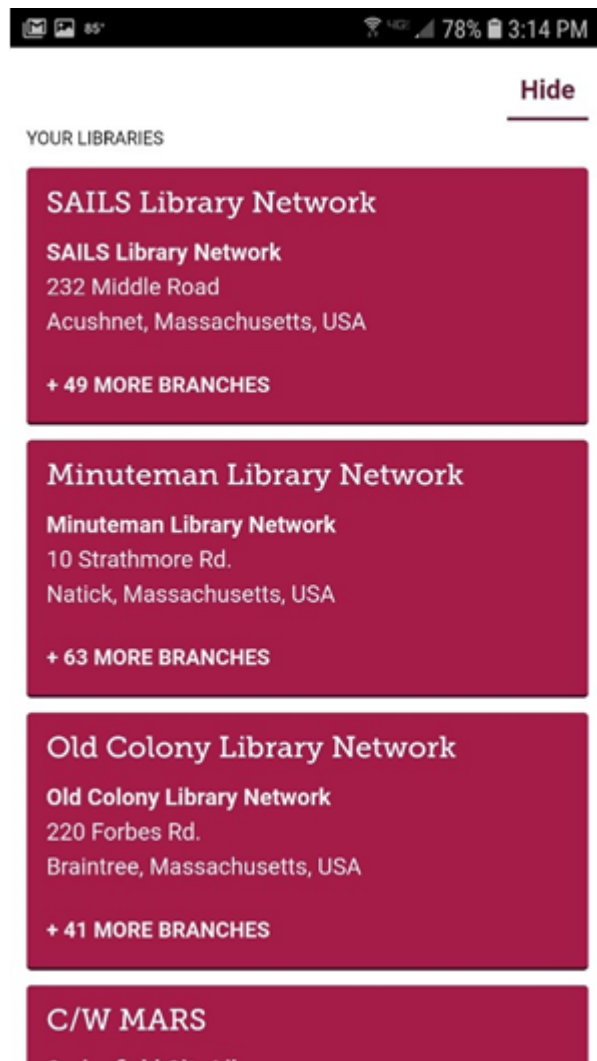 85°
4G 78% 3:14 PM
Hide
YOUR LIBRARIES
SAILS Library Network
SAILS Library Network
232 Middle Road
Acushnet, Massachusetts, USA
+ 49 MORE BRANCHES
Minuteman Library Network
Minuteman Library Network
10 Strathmore Rd.
Natick, Massachusetts, USA
+ 63 MORE BRANCHES
Old Colony Library Network
Old Colony Library Network
220 Forbes Rd.
Braintree, Massachusetts, USA
+ 41 MORE BRANCHES
C/W MARS